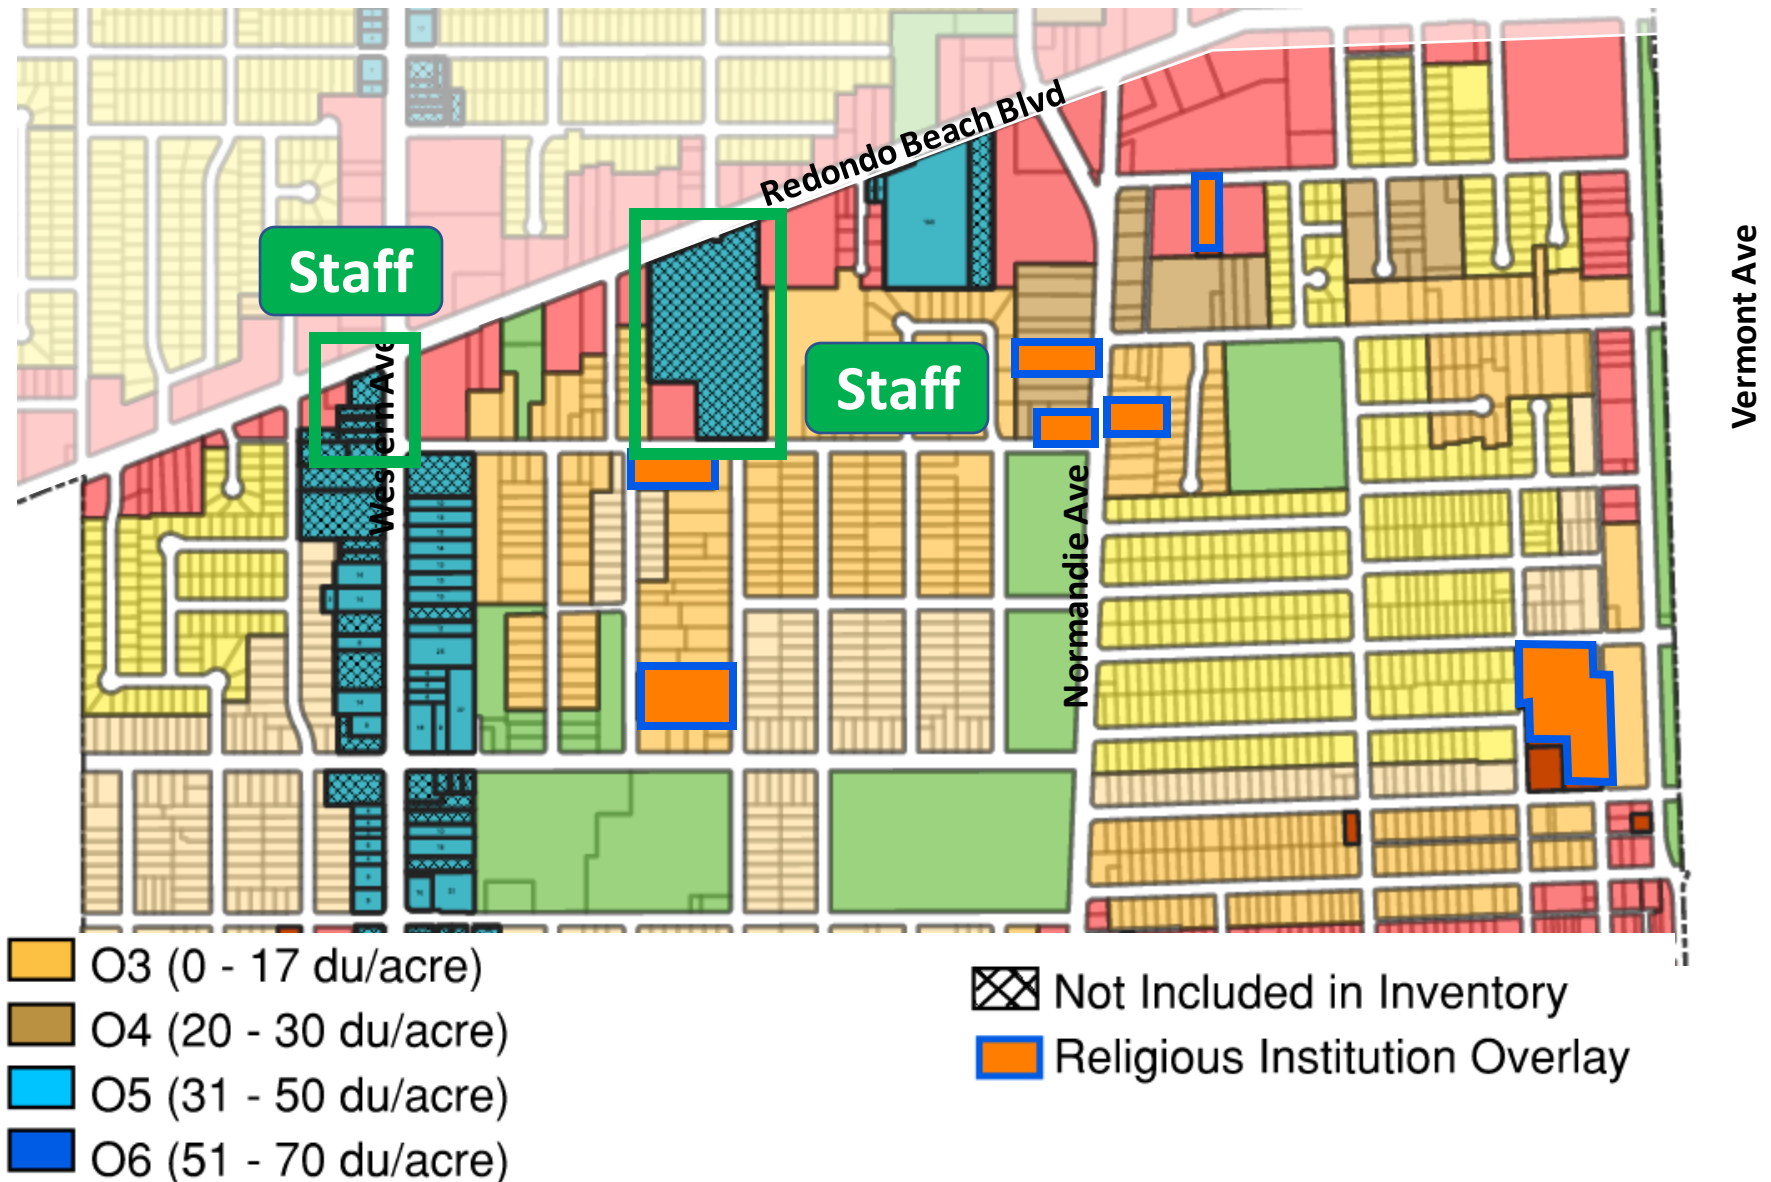 Redondo Beach Blvd
Staff
Staff
Western Ave
Normandie Ave
Vermont Ave
O3 (0 - 17 du/acre)
O4 (20 - 30 du/acre)
O5 (31 - 50 du/acre)
O6 (51 - 70 du/acre)
Not Included in Inventory
Religious Institution Overlay